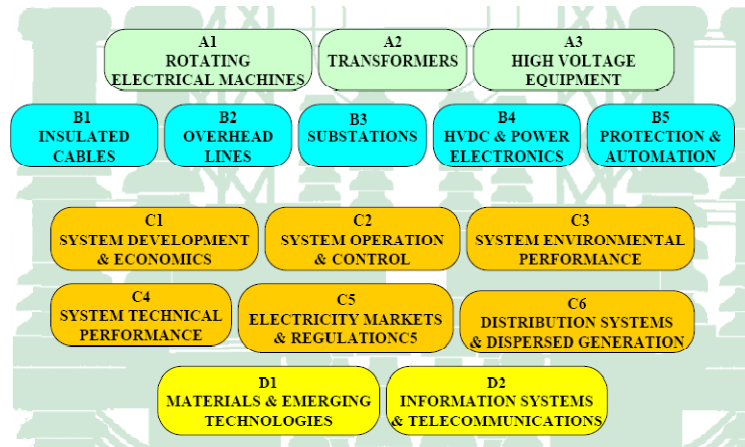 A1
ROTATING
ELECTRICAL MACHINES
A2
TRANSFORMERS
A3
HIGH VOLTAGE
EQUIPMENT
B1
INSULATED
CABLES
B2
OVERHEAD
LINES
B3
SUBSTATIONS
B4
HVDC & POWER
ELECTRONICS
B5
PROTECTION &
AUTOMATION
C1
SYSTEM DEVELOPMENT
& ECONOMICS
C2
SYSTEM OPERATION
& CONTROL
C3
SYSTEM ENVIRONMENTAL
PERFORMANCE
C4
SYSTEM TECHNICAL
PERFORMANCE
C5
ELECTRICITY MARKETS
& REGULATIONC5
C6
DISTRIBUTION SYSTEMS
& DISPERSED GENERATION
D1
MATERIALS & EMERGING
TECHNOLOGIES
D2
INFORMATION SYSTEMS
& TELECOMMUNICATIONS